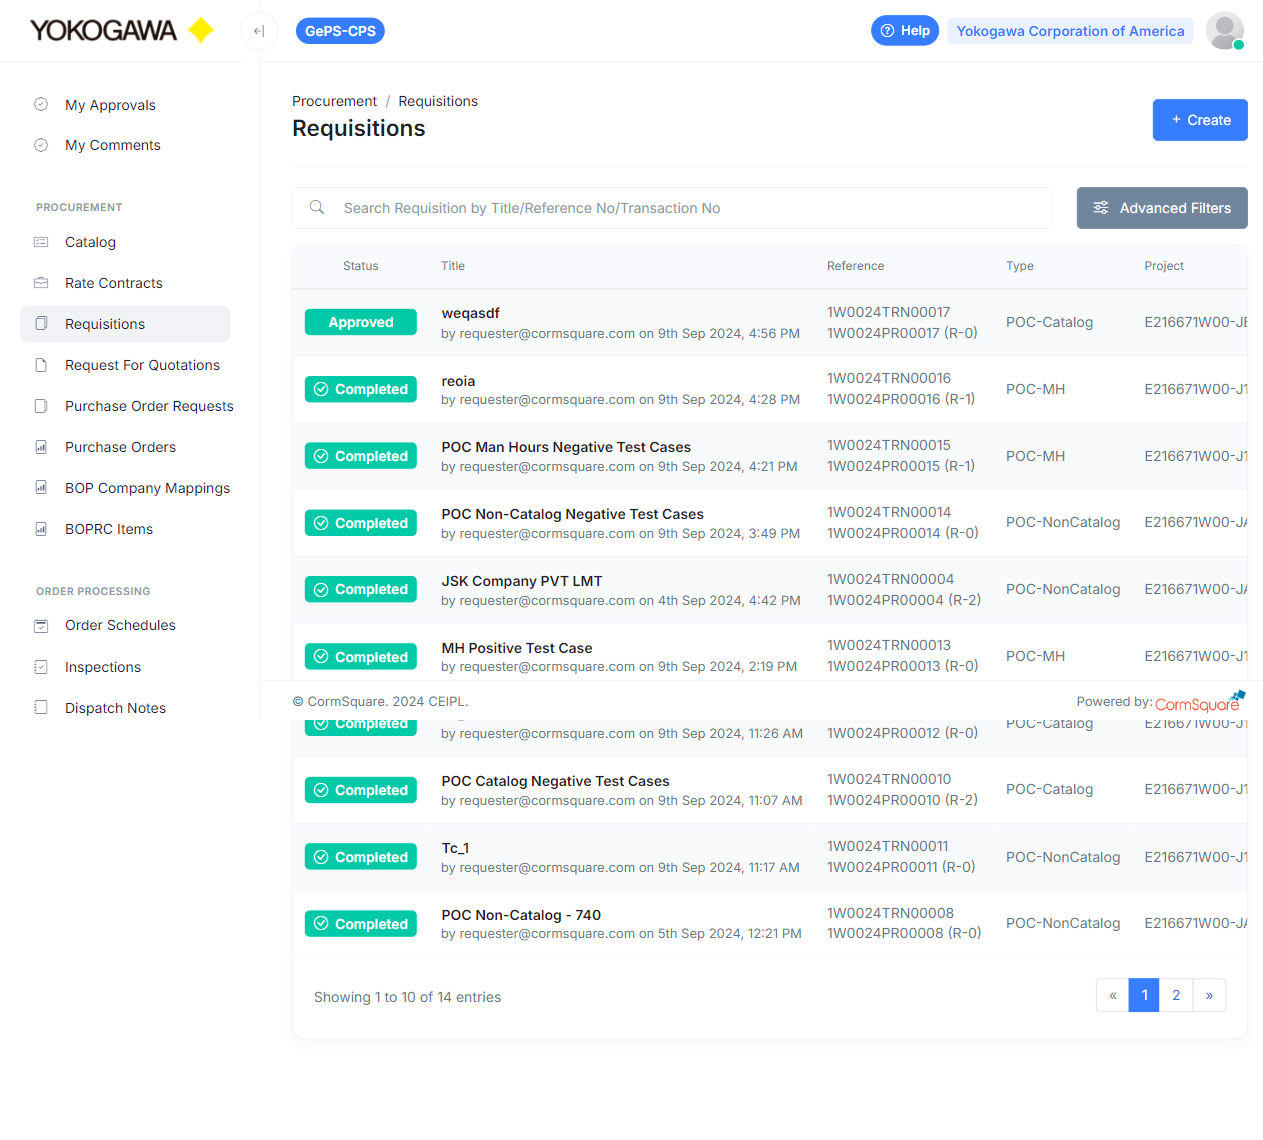 YOKOGAWA
GePS-CPS
Help
Yokogawa Corporation of America
My Approvals
My Comments
PROCUREMENT
Catalog
Rate Contracts
Requisitions
Request For Quotations
Purchase Order Requests
Purchase Orders
BOP Company Mappings
BOPRC Items
ORDER PROCESSING
Order Schedules
Inspections
Dispatch Notes
Procurement / Requisitions
Requisitions
+ Create
Search Requisition by Title/Reference No/Transaction No
Advanced Filters
Status Title Reference Type Project
Approved
weqasdf
by requester@cormsquare.com on 9th Sep 2024, 4:56 PM
1W0024TRN00017
1W0024PR00017 (R-0)
POC-Catalog
E216671W00-JE
Completed
reoia
by requester@cormsquare.com on 9th Sep 2024, 4:28 PM
1W0024TRN00016
1W0024PR00016 (R-1)
POC-MH
E216671W00-J1
Completed
POC Man Hours Negative Test Cases
by requester@cormsquare.com on 9th Sep 2024, 4:21 PM
1W0024TRN00015
1W0024PR00015 (R-1)
POC-MH
E216671W00-J1
Completed
POC Non-Catalog Negative Test Cases
by requester@cormsquare.com on 9th Sep 2024, 3:49 PM
1W0024TRN00014
1W0024PR00014 (R-0)
POC-NonCatalog
E216671W00-JA
Completed
JSK Company PVT LMT
by requester@cormsquare.com on 4th Sep 2024, 4:42 PM
1W0024TRN00004
1W0024PR00004 (R-2)
POC-NonCatalog
E216671W00-JA
Completed
MH Positive Test Case
by requester@cormsquare.com on 9th Sep 2024, 2:19 PM
1W0024TRN00013
1W0024PR00013 (R-0)
POC-MH
E216671W00-J1
© CormSquare. 2024 CEIPL.
Powered by: CormSquare
Completed
by requester@cormsquare.com on 9th Sep 2024, 11:26 AM
1W0024PR00012 (R-0)
POC-Catalog
E216671W00-J1
Completed
POC Catalog Negative Test Cases
by requester@cormsquare.com on 9th Sep 2024, 11:07 AM
1W0024TRN00010
1W0024PR00010 (R-2)
POC-Catalog
E216671W00-J1
Completed
Tc_1
by requester@cormsquare.com on 9th Sep 2024, 11:17 AM
1W0024TRN00011
1W0024PR00011 (R-0)
POC-NonCatalog
E216671W00-J1
Completed
POC Non-Catalog - 740
by requester@cormsquare.com on 5th Sep 2024, 12:21 PM
1W0024TRN00008
1W0024PR00008 (R-0)
POC-NonCatalog
E216671W00-JA
Showing 1 to 10 of 14 entries
« 1 2 »